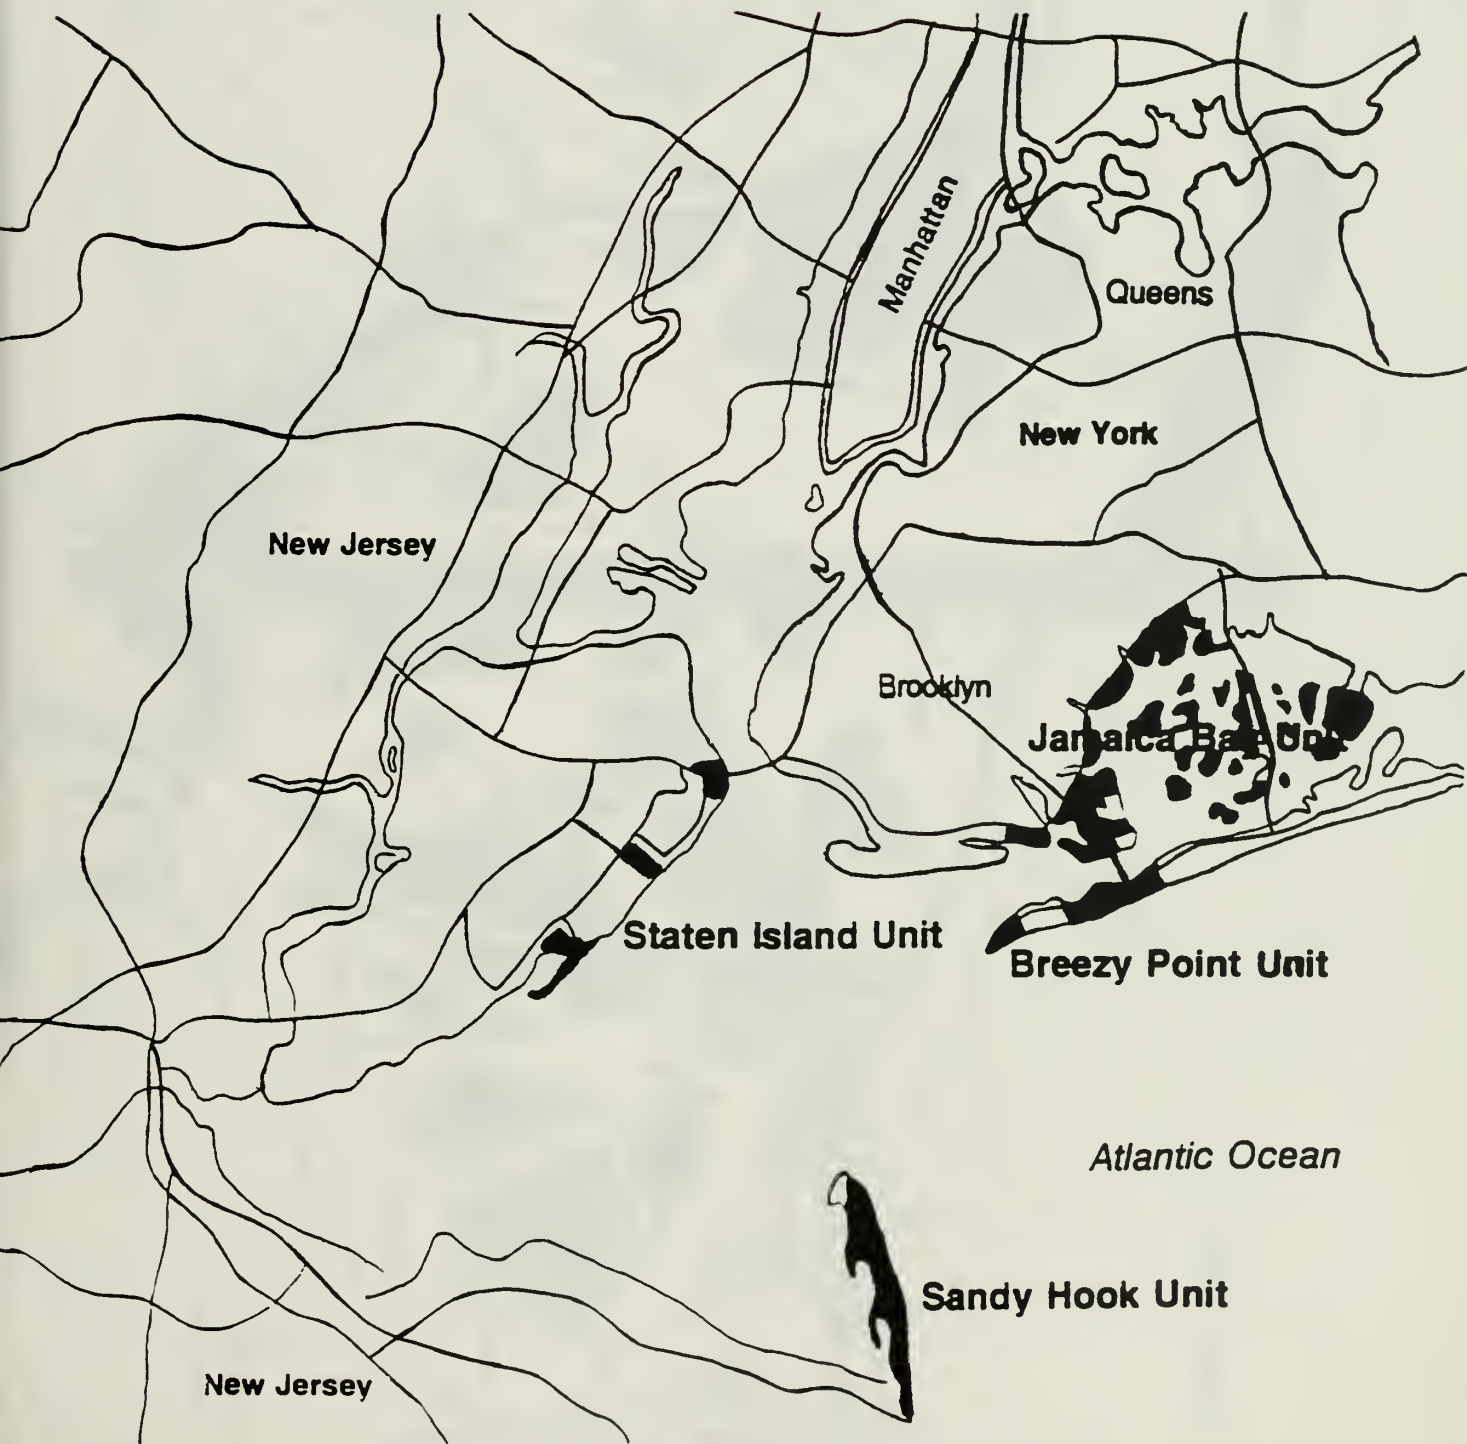 Manhattan
Queens
New York
New Jersey
Brooklyn
Jamaica Bay Unit
Staten Island Unit
Breezy Point Unit
Atlantic Ocean
Sandy Hook Unit
New Jersey